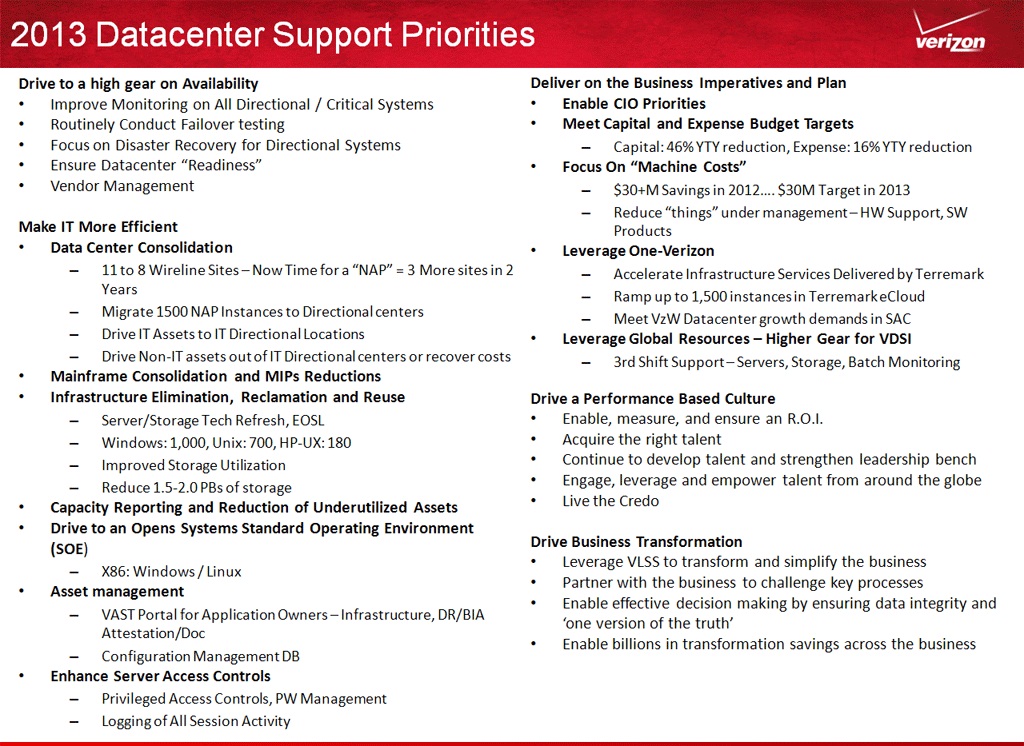 2013 Datacenter Support Priorities
verizon
Drive to a high gear on Availability
• Improve Monitoring on All Directional / Critical Systems
• Routinely Conduct Failover testing
• Focus on Disaster Recovery for Directional Systems
• Ensure Datacenter “Readiness”
• Vendor Management
Make IT More Efficient
• Data Center Consolidation
– 11 to 8 Wireline Sites – Now Time for a “NAP” = 3 More sites in 2
Years
– Migrate 1500 NAP Instances to Directional centers
– Drive IT Assets to IT Directional Locations
– Drive Non-IT assets out of IT Directional centers or recover costs
• Mainframe Consolidation and MIPs Reductions
• Infrastructure Elimination, Reclamation and Reuse
– Server/Storage Tech Refresh, EOSL
– Windows: 1,000, Unix: 700, HP-UX: 180
– Improved Storage Utilization
– Reduce 1.5-2.0 PBs of storage
• Capacity Reporting and Reduction of Underutilized Assets
• Drive to an Opens Systems Standard Operating Environment
(SOE)
– X86: Windows / Linux
• Asset management
– VAST Portal for Application Owners – Infrastructure, DR/BIA
Attestation/Doc
– Configuration Management DB
• Enhance Server Access Controls
– Privileged Access Controls, PW Management
– Logging of All Session Activity
Deliver on the Business Imperatives and Plan
• Enable CIO Priorities
• Meet Capital and Expense Budget Targets
– Capital: 46% YTY reduction, Expense: 16% YTY reduction
• Focus On “Machine Costs”
– $30+M Savings in 2012…. $30M Target in 2013
– Reduce “things” under management – HW Support, SW
Products
• Leverage One-Verizon
– Accelerate Infrastructure Services Delivered by Terremark
– Ramp up to 1,500 instances in Terremark eCloud
– Meet VzW Datacenter growth demands in SAC
• Leverage Global Resources – Higher Gear for VDSI
– 3rd Shift Support – Servers, Storage, Batch Monitoring
Drive a Performance Based Culture
• Enable, measure, and ensure an R.O.I.
• Acquire the right talent
• Continue to develop talent and strengthen leadership bench
• Engage, leverage and empower talent from around the globe
• Live the Credo
Drive Business Transformation
• Leverage VLSS to transform and simplify the business
• Partner with the business to challenge key processes
• Enable effective decision making by ensuring data integrity and
‘one version of the truth’
• Enable billions in transformation savings across the business